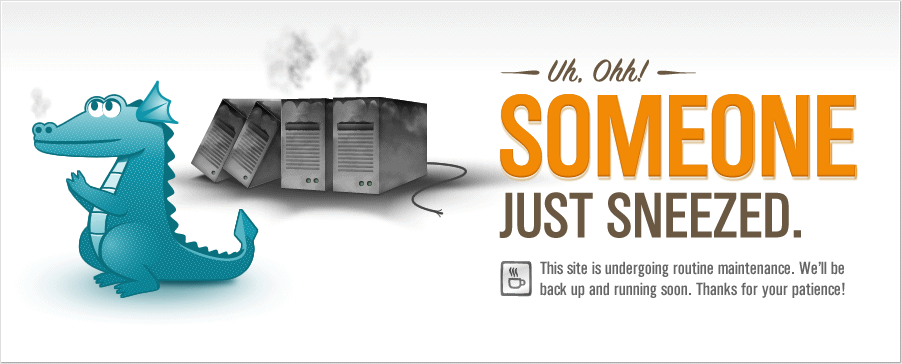 Uh, Ohh!
SOMEONE
JUST SNEEZED.
This site is undergoing routine maintenance. We'll be
back up and running soon. Thanks for your patience!